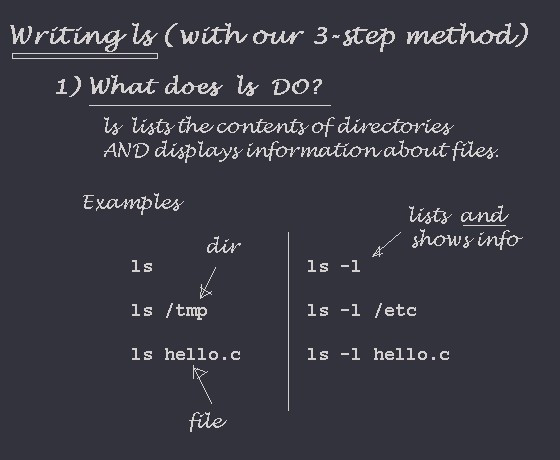 Writing ls (with our 3-step method)
1) What does ls DO?
ls lists the contents of directories
AND displays information about files.
Examples
lists and
shows info
dir
ls
ls -l
ls /tmp
ls -l /etc
ls hello.c
ls -l hello.c
file